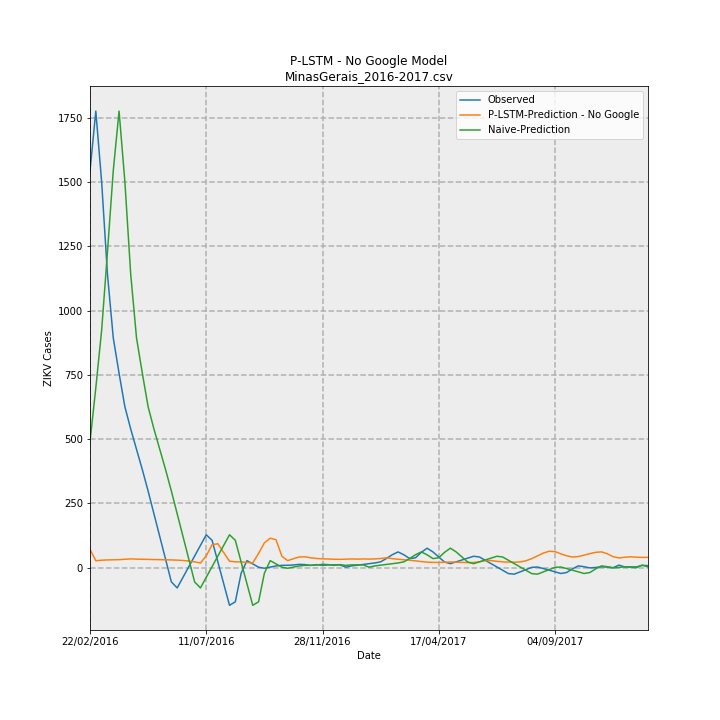 P-LSTM - No Google Model
MinasGerais_2016-2017.csv
Observed
P-LSTM-Prediction - No Google
Naive-Prediction
1750
1500
1250
1000
750
500
250
0
ZIKV Cases
22/02/2016
11/07/2016
28/11/2016
17/04/2017
04/09/2017
Date